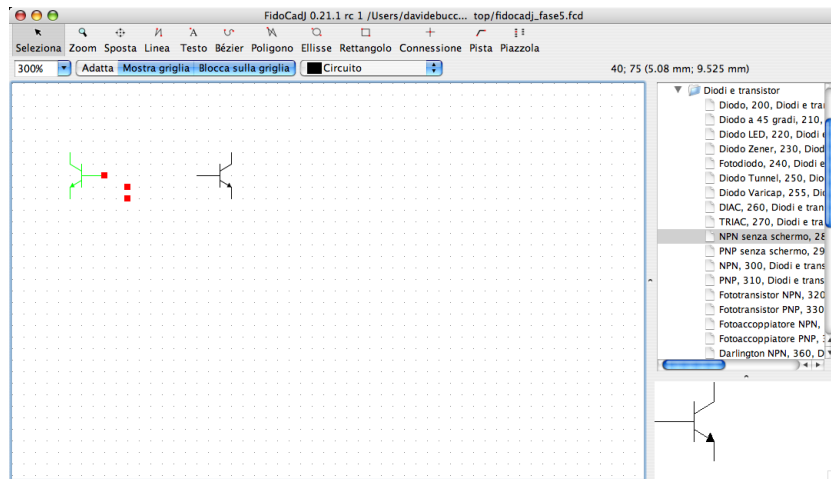 FidoCadJ 0.21.1 rc 1 /Users/davidebucc... top/fidocadj_fase5.fcd
Seleziona Zoom Sposta Linea Testo Bézier Poligono Ellisse Rettangolo Connessione Pista Piazzola
300% Adatta Mostra griglia Blocca sulla griglia Circuito 40; 75 (5.08 mm; 9.525 mm)
Diodi e transistor
Diodo, 200, Diodi e tra
Diodo a 45 gradi, 210,
Diodo LED, 220, Diodi e
Diodo Zener, 230, Diod
Fotodiodo, 240, Diodi e
Diodo Tunnel, 250, Dio
Diodo Varicap, 255, Dio
DIAC, 260, Diodi e tran
TRIAC, 270, Diodi e tra
NPN senza schermo, 28
PNP senza schermo, 29
NPN, 300, Diodi e trans
PNP, 310, Diodi e trans
Fototransistor NPN, 320
Fototransistor PNP, 330
Fotoaccoppiatore NPN,
Fotoaccoppiatore PNP, 3
Darlington NPN, 360, D